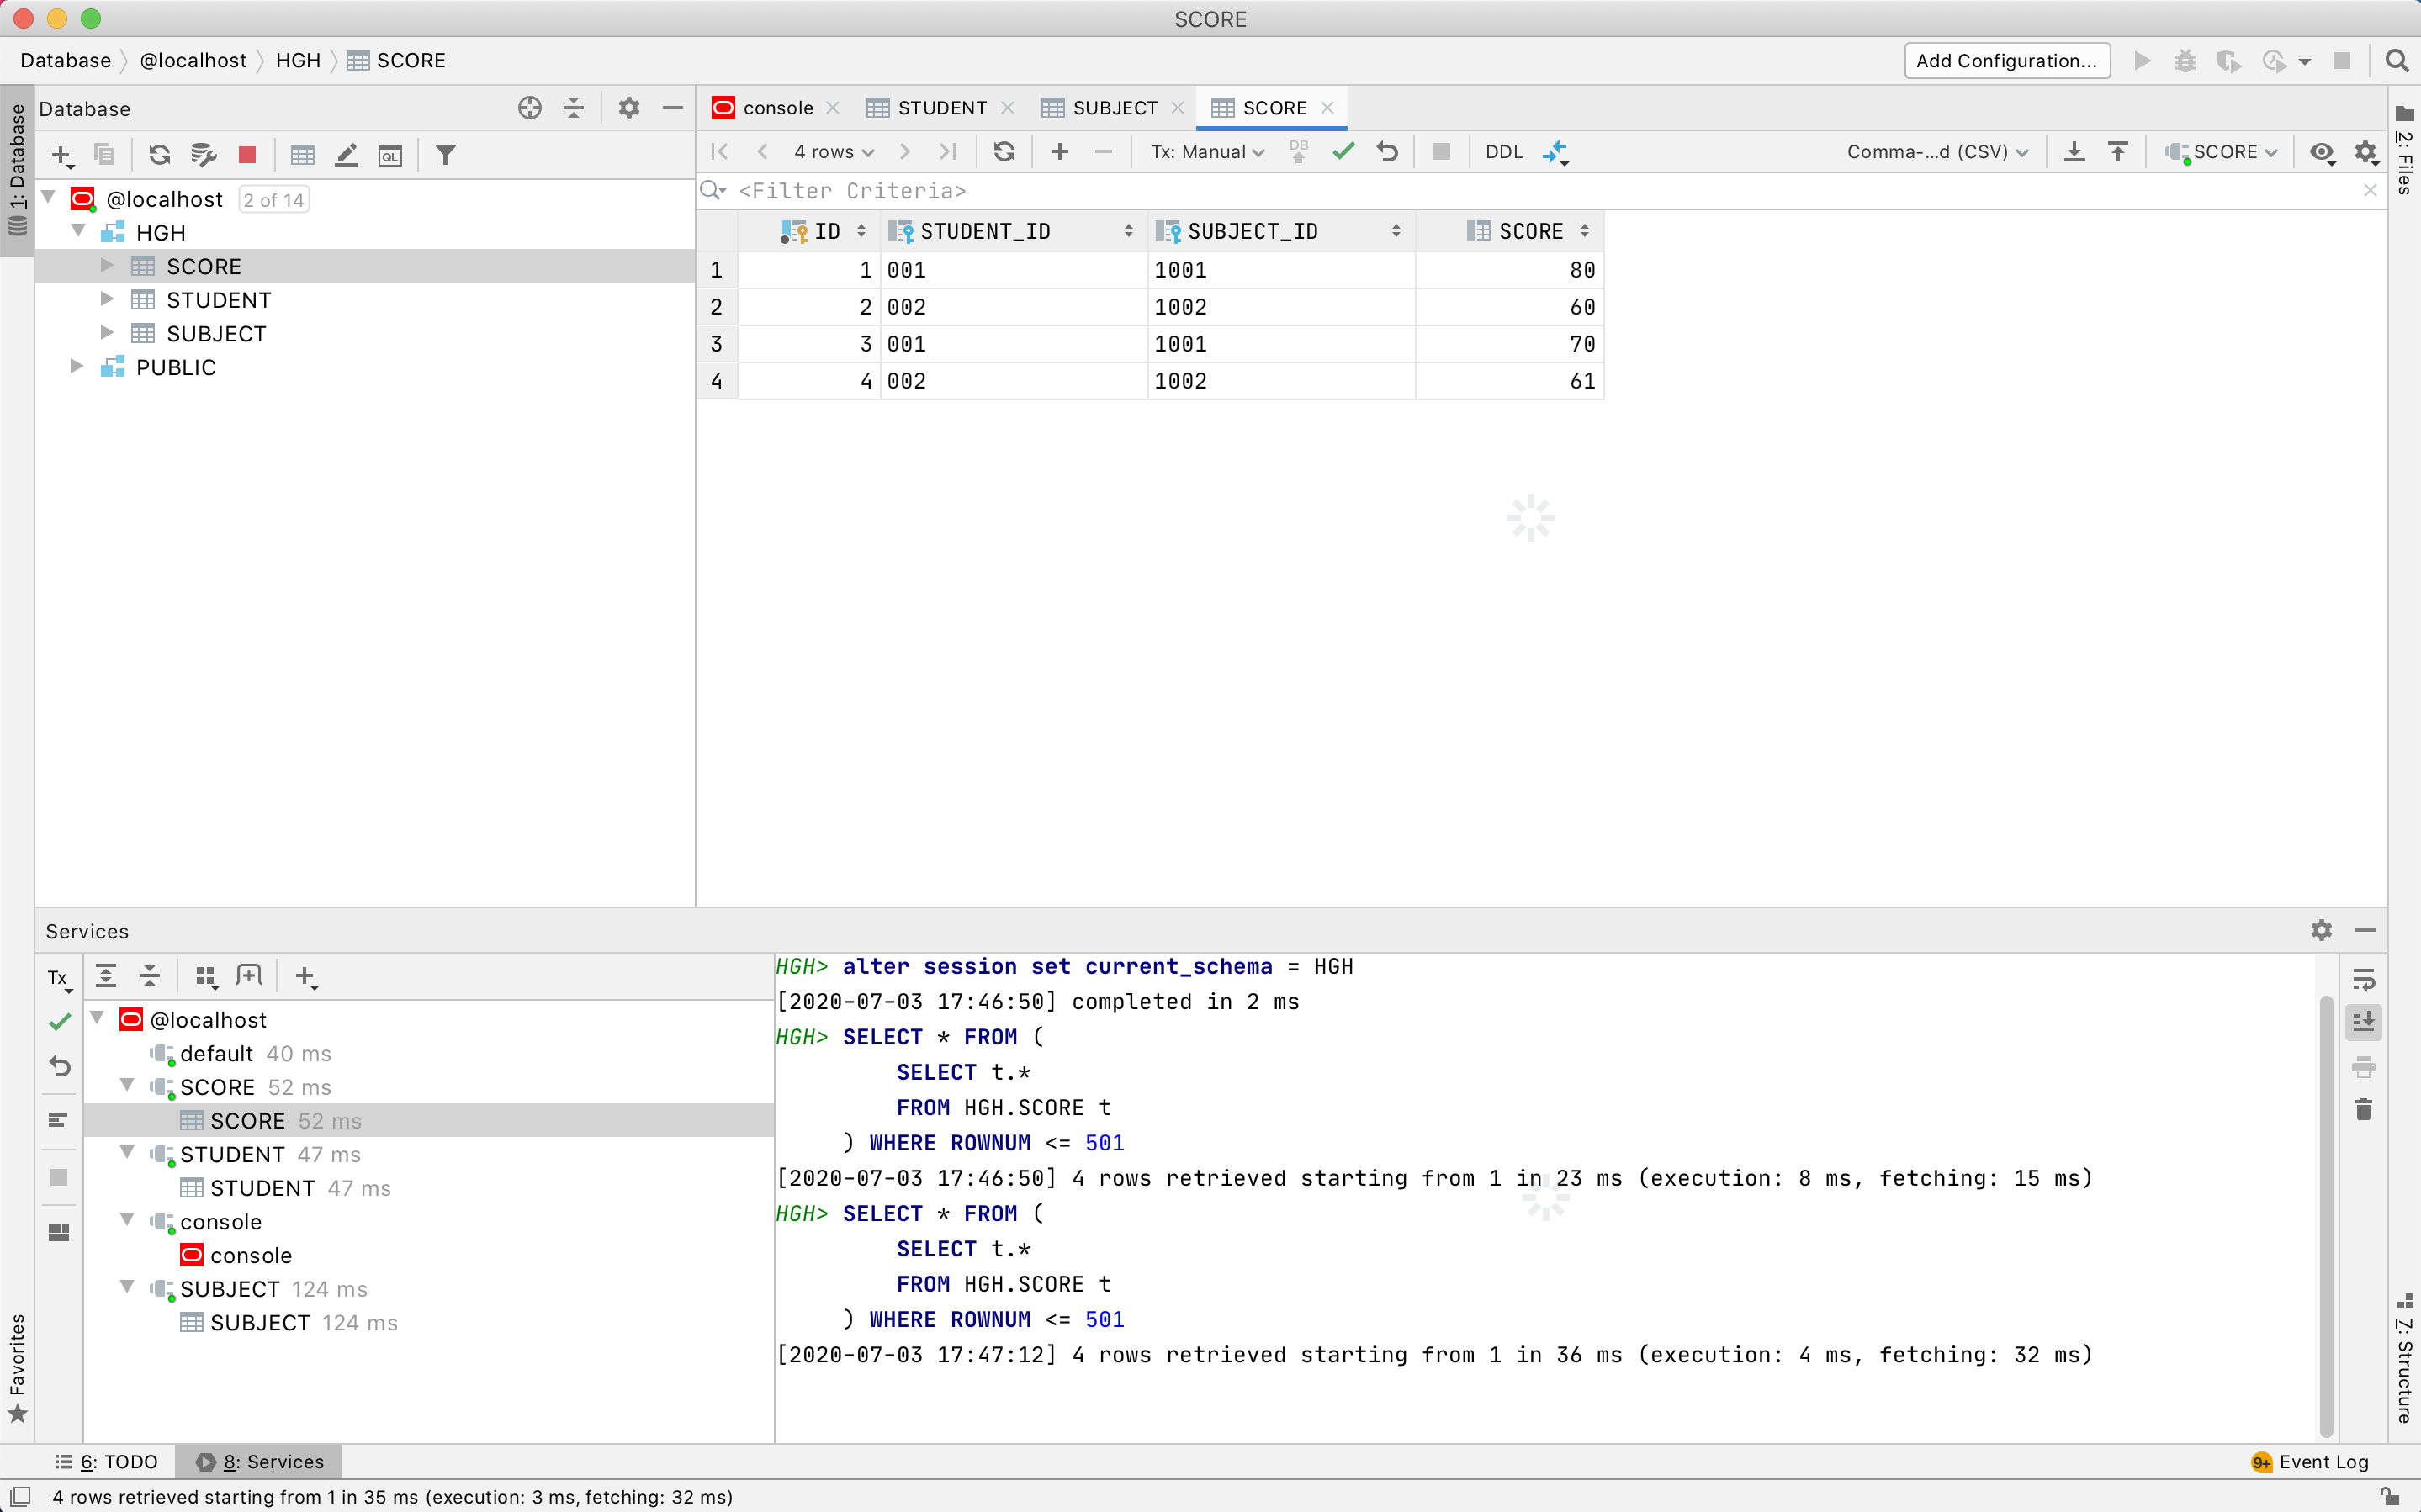 SCORE
Database @localhost HGH SCORE Add Configuration...
1: Database
Database
@localhost 2 of 14
HGH
SCORE
STUDENT
SUBJECT
PUBLIC
console STUDENT SUBJECT SCORE
4 rows Tx: Manual DB DDL Comma-...d (CSV) SCORE
QL
<Filter Criteria>
ID STUDENT_ID SUBJECT_ID SCORE
1 1 001 1001 80
2 2 002 1002 60
3 3 001 1001 70
4 4 002 1002 61
2: Files
Services
Tx
@localhost
default 40 ms
SCORE 52 ms
SCORE 52 ms
STUDENT 47 ms
STUDENT 47 ms
console
console
SUBJECT 124 ms
SUBJECT 124 ms
HGH> alter session set current_schema = HGH
[2020-07-03 17:46:50] completed in 2 ms
HGH> SELECT * FROM (
SELECT t.*
FROM HGH.SCORE t
) WHERE ROWNUM <= 501
[2020-07-03 17:46:50] 4 rows retrieved starting from 1 in 23 ms (execution: 8 ms, fetching: 15 ms)
HGH> SELECT * FROM (
SELECT t.*
FROM HGH.SCORE t
) WHERE ROWNUM <= 501
[2020-07-03 17:47:12] 4 rows retrieved starting from 1 in 36 ms (execution: 4 ms, fetching: 32 ms)
Favorites
7: Structure
6: TODO 8: Services 9+ Event Log
4 rows retrieved starting from 1 in 35 ms (execution: 3 ms, fetching: 32 ms)